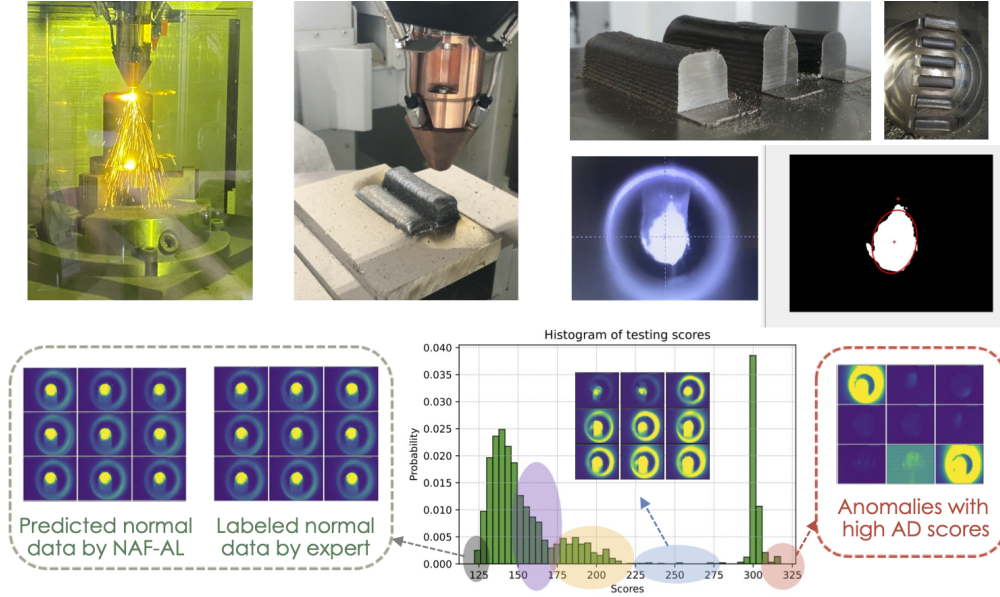 Histogram of testing scores
0.040
0.035
0.030
0.025
0.020
0.015
0.010
0.005
0.000
Probability
125 150 175 200 225 250 275 300 325
Scores
Predicted normal
data by NAF-AL
Labeled normal
data by expert
Anomalies with
high AD scores